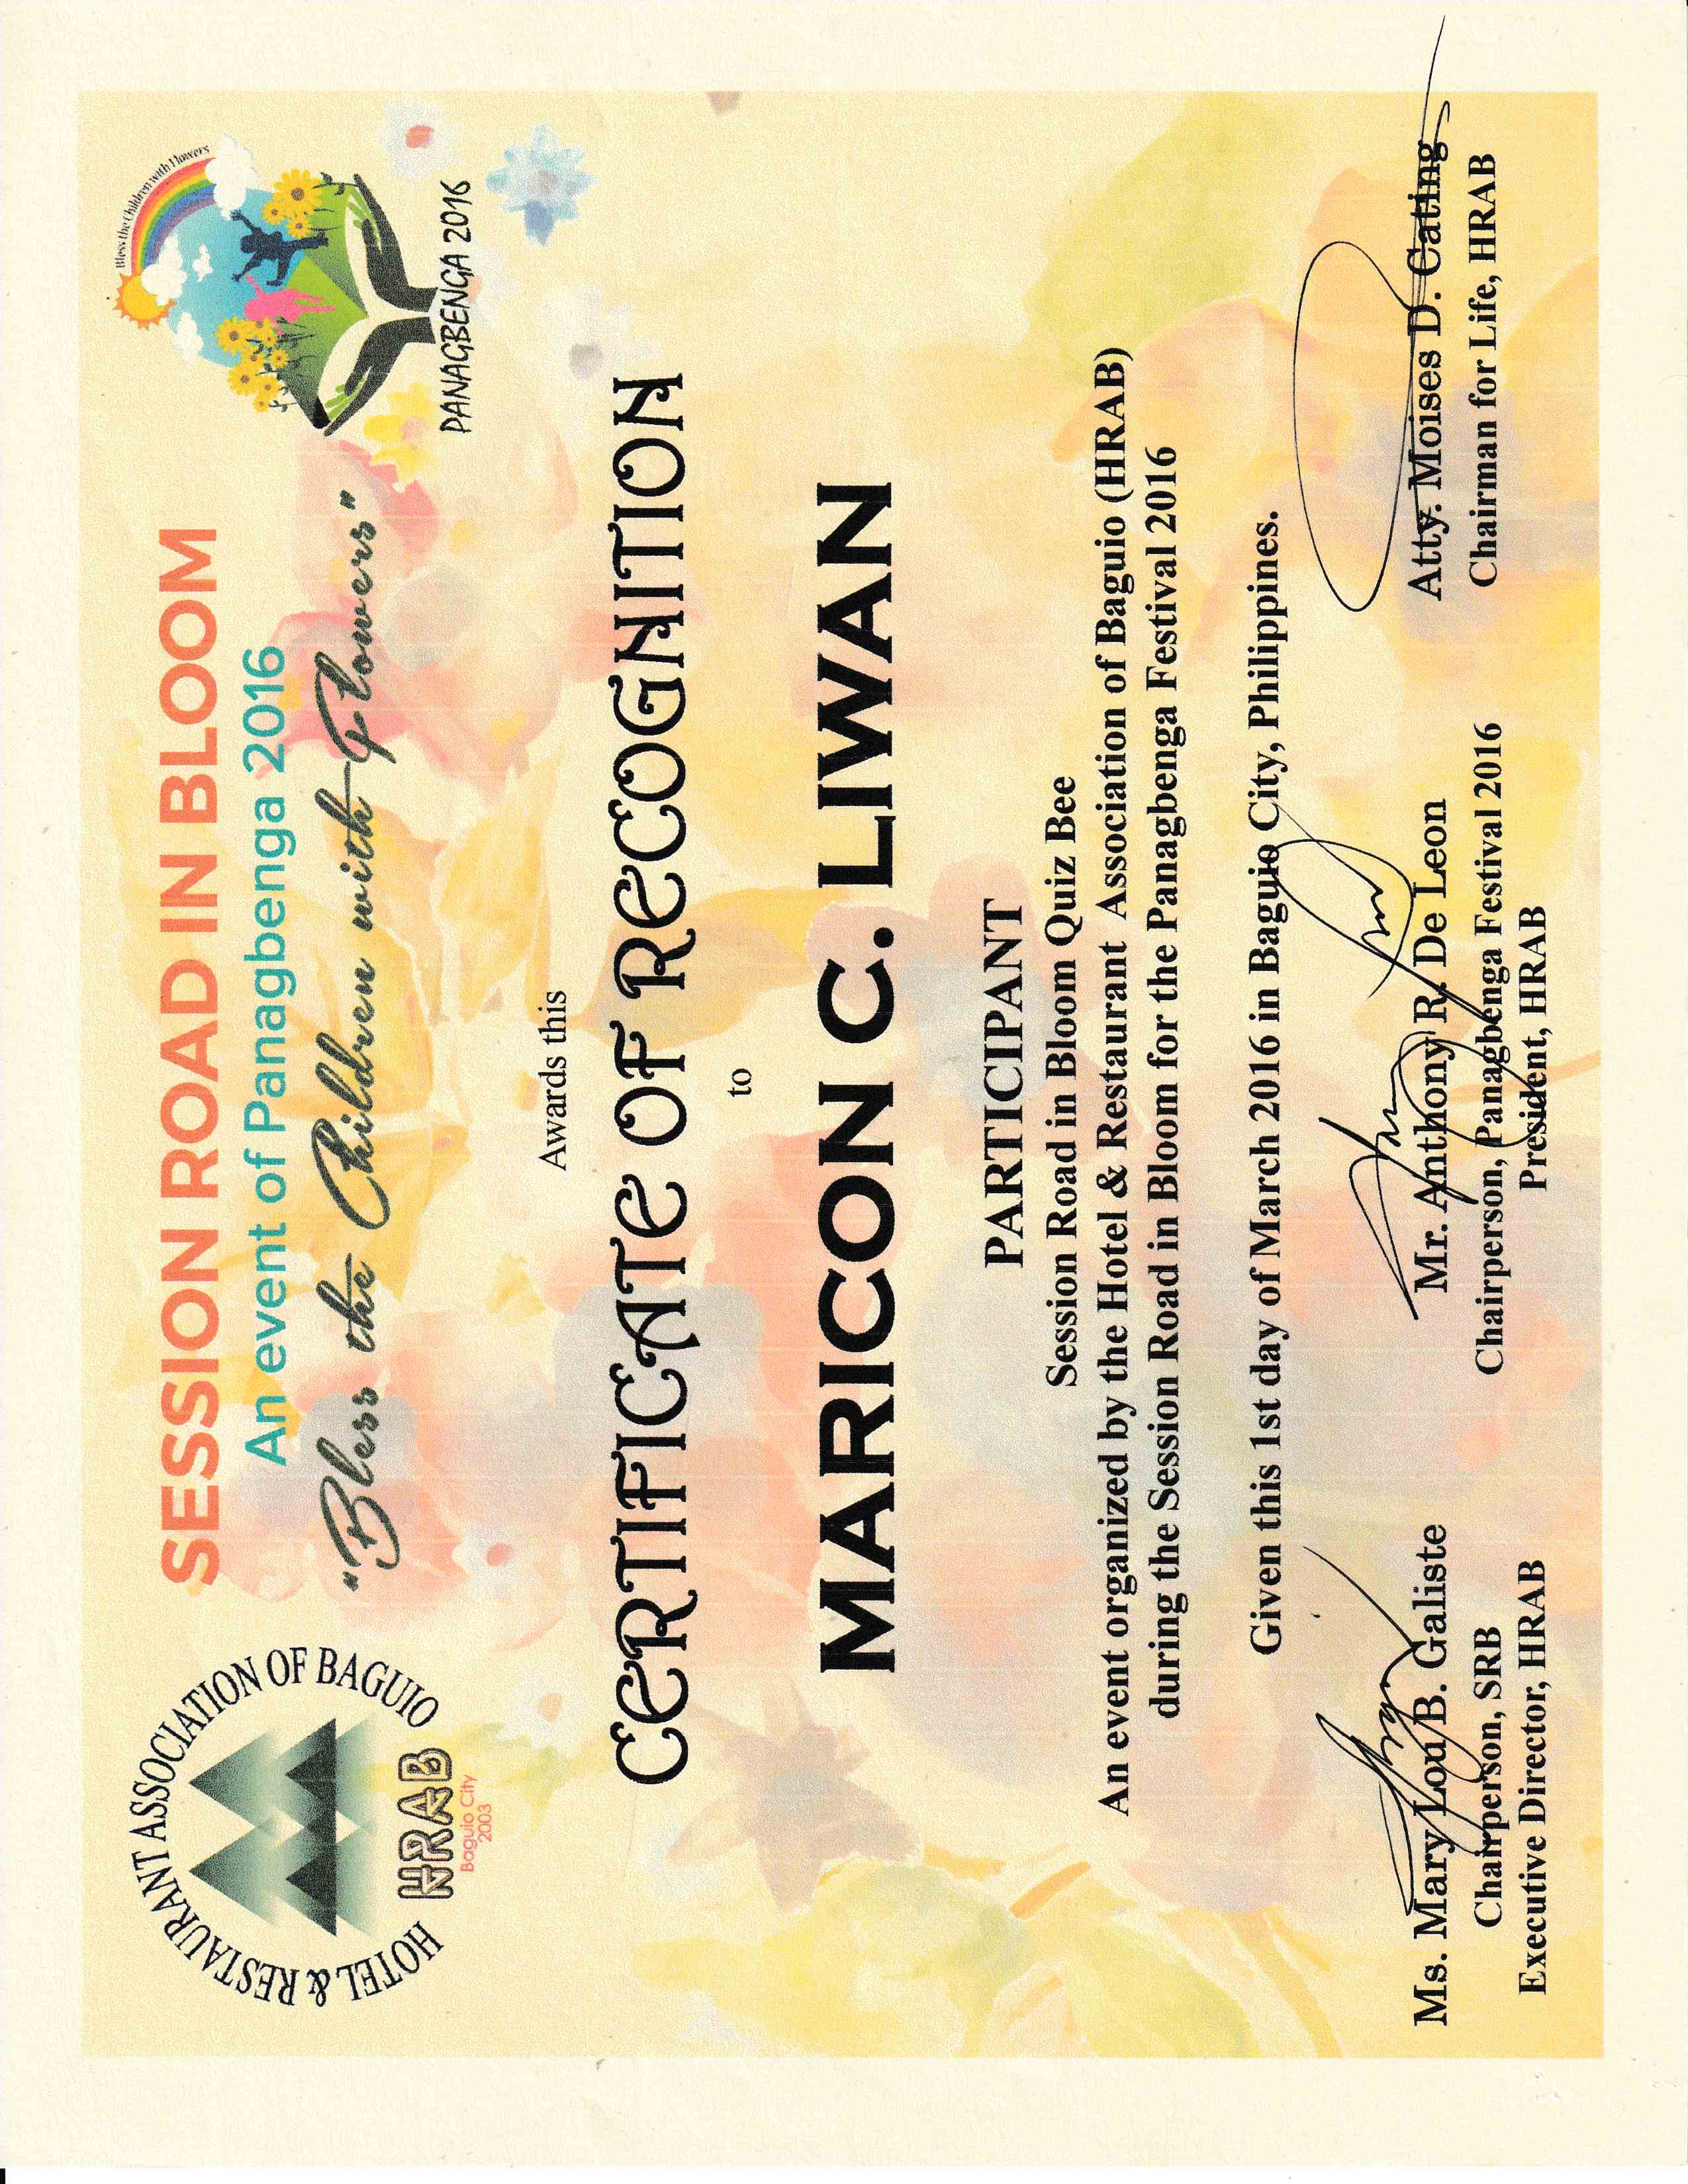 HOTEL & RESTAURANT ASSOCIATION OF BAGUIO
HRAB
Baguio City
2003
SESSION ROAD IN BLOOM
An event of Panagbenga 2016
"Bless the Children with Flowers"
Bless the Children with Flowers
PANAGBENGA 2016
Awards this
CERTIFICATE OF RECOGNITION
to
MARICON C. LIWAN
PARTICIPANT
Session Road in Bloom Quiz Bee
An event organized by the Hotel & Restaurant Association of Baguio (HRAB)
during the Session Road in Bloom for the Panagbenga Festival 2016
Given this 1st day of March 2016 in Baguio City, Philippines.
Ms. Mary Lou B. Galiste
Chairperson, SRB
Executive Director, HRAB
Mr. Anthony R. De Leon
Chairperson, Panagbenga Festival 2016
President, HRAB
Atty. Moises D. Cating
Chairman for Life, HRAB